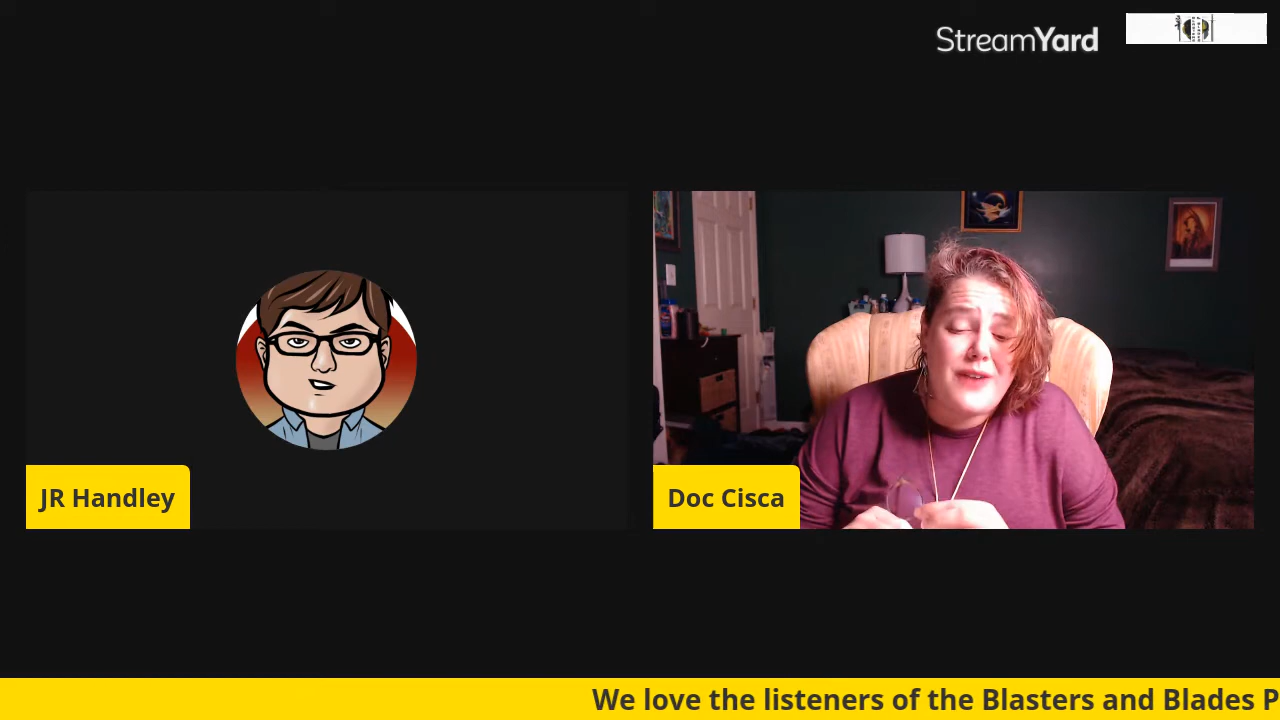 StreamYard
JR Handley
Doc Cisca
We love the listeners of the Blasters and Blades P